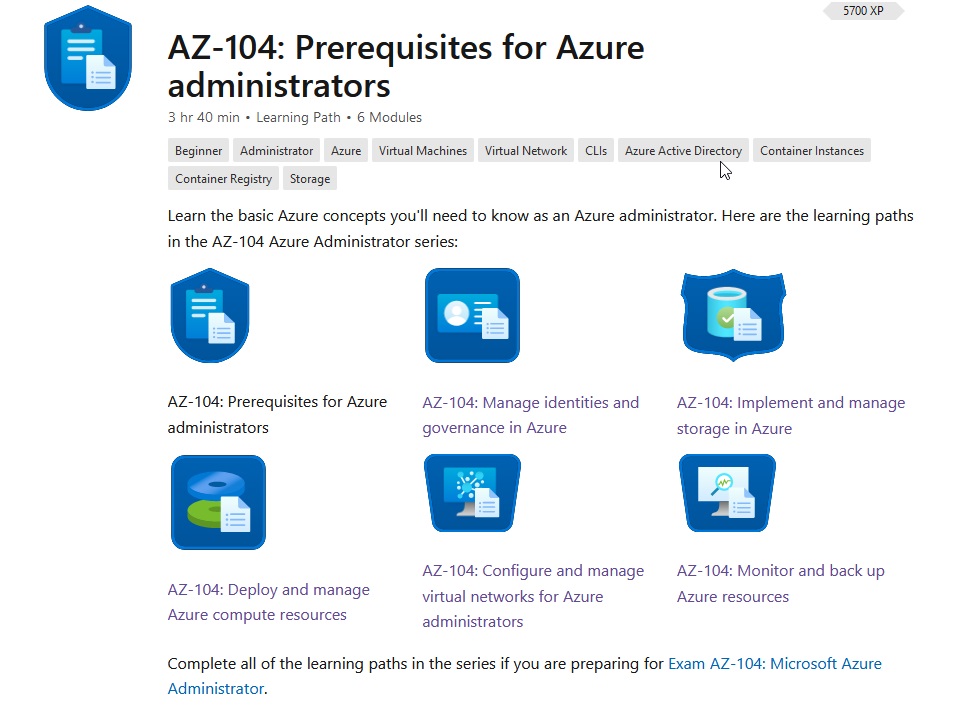 5700 XP
AZ-104: Prerequisites for Azure
administrators
3 hr 40 min • Learning Path • 6 Modules
Beginner Administrator Azure Virtual Machines Virtual Network CLIs Azure Active Directory Container Instances
Container Registry Storage
Learn the basic Azure concepts you'll need to know as an Azure administrator. Here are the learning paths
in the AZ-104 Azure Administrator series:
AZ-104: Prerequisites for Azure
administrators
AZ-104: Manage identities and
governance in Azure
AZ-104: Implement and manage
storage in Azure
AZ-104: Deploy and manage
Azure compute resources
AZ-104: Configure and manage
virtual networks for Azure
administrators
AZ-104: Monitor and back up
Azure resources
Complete all of the learning paths in the series if you are preparing for Exam AZ-104: Microsoft Azure
Administrator.